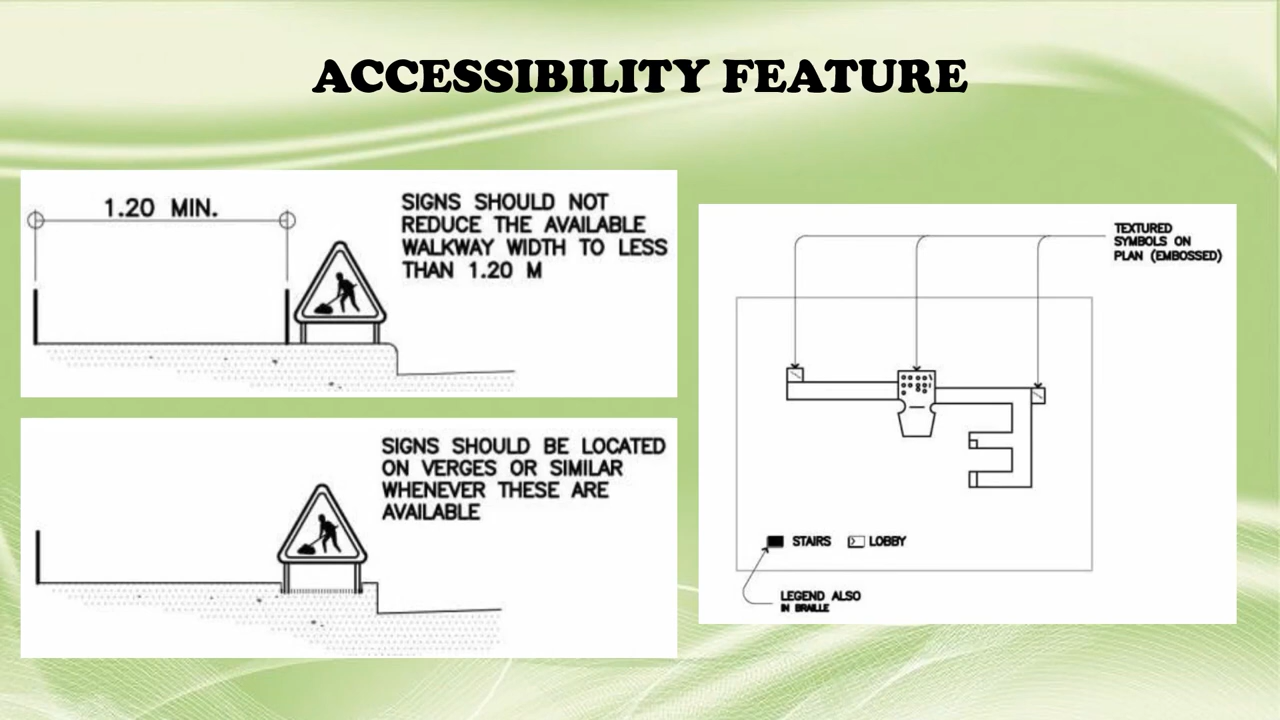 ACCESSIBILITY FEATURE
1.20 MIN.
SIGNS SHOULD NOT
REDUCE THE AVAILABLE
WALKWAY WIDTH TO LESS
THAN 1.20 M
SIGNS SHOULD BE LOCATED
ON VERGES OR SIMILAR
WHENEVER THESE ARE
AVAILABLE
TEXTURED
SYMBOLS ON
PLAN (EMBOSSED)
STAIRS LOBBY
LEGEND ALSO
IN BRAILLE